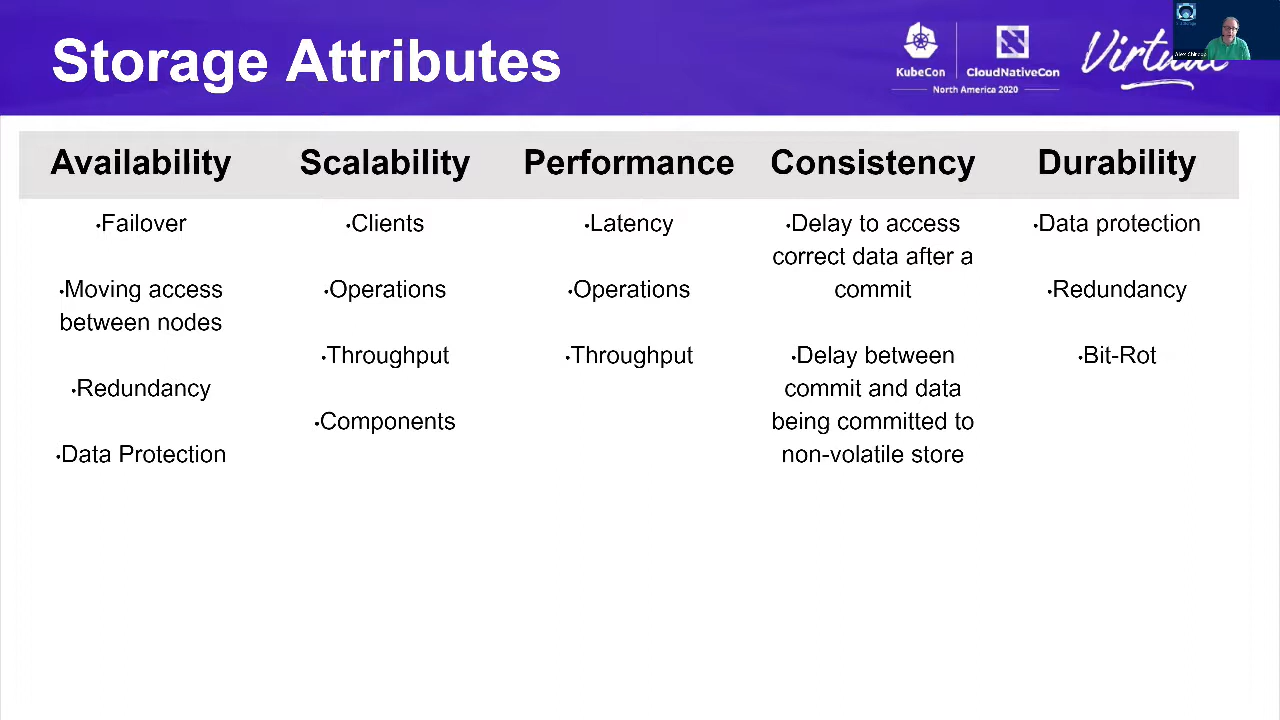 Storage Attributes
KubeCon
CloudNativeCon
North America 2020
Virtual
Availability
Scalability
Performance
Consistency
Durability
•Failover
•Moving access
between nodes
•Redundancy
•Data Protection
•Clients
•Operations
•Throughput
•Components
•Latency
•Operations
•Throughput
•Delay to access
correct data after a
commit
•Delay between
commit and data
being committed to
non-volatile store
•Data protection
•Redundancy
•Bit-Rot